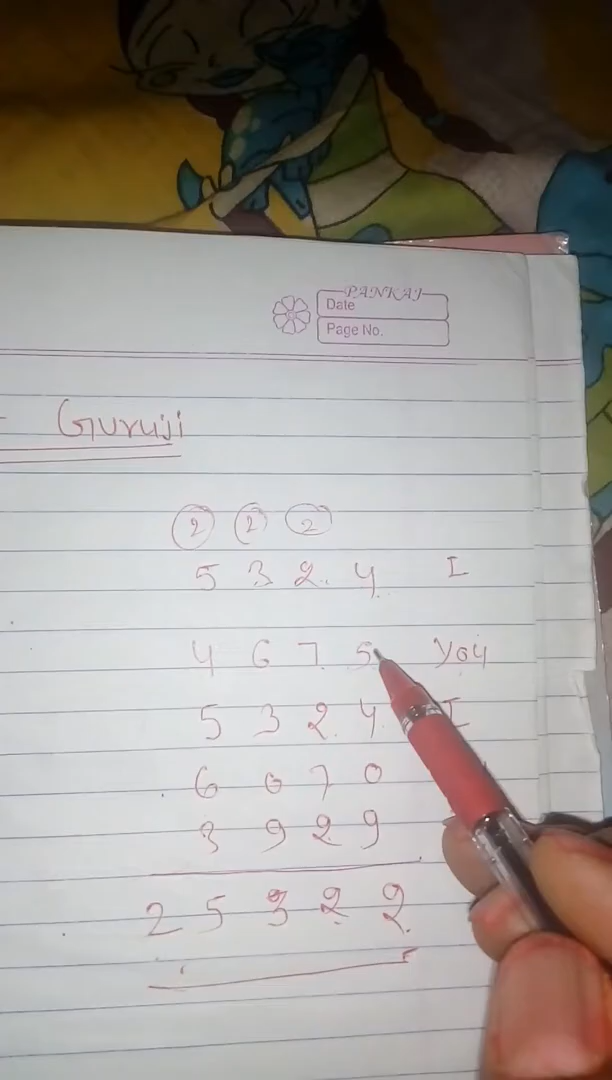 PANKAJ
Date
Page No.
- Guruji
2 2 2
5 3 2 4 I
4 6 7 5 You
5 3 2 4 I
6 0 7 0
3 9 2 9
2 5 3 2 2